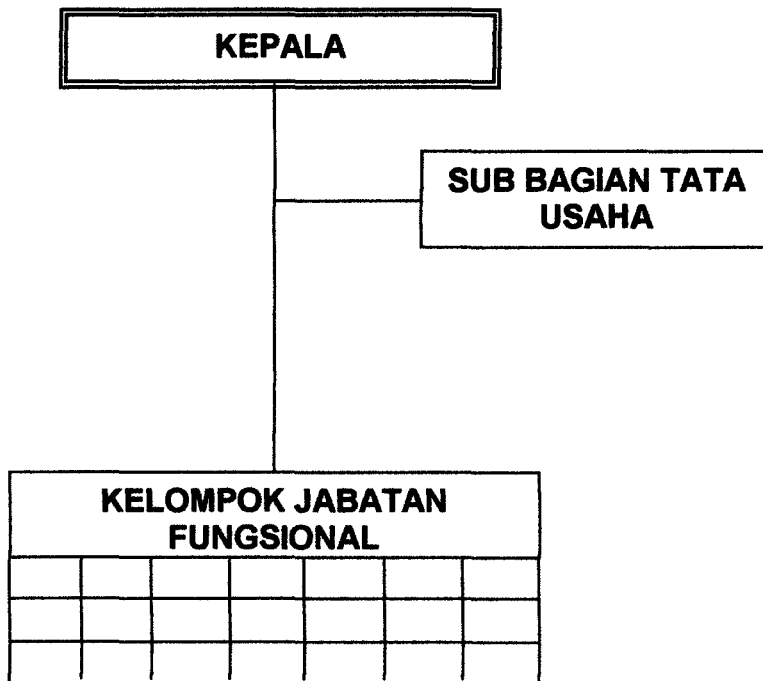 KEPALA
SUB BAGIAN TATA
USAHA
KELOMPOK JABATAN
FUNGSIONAL